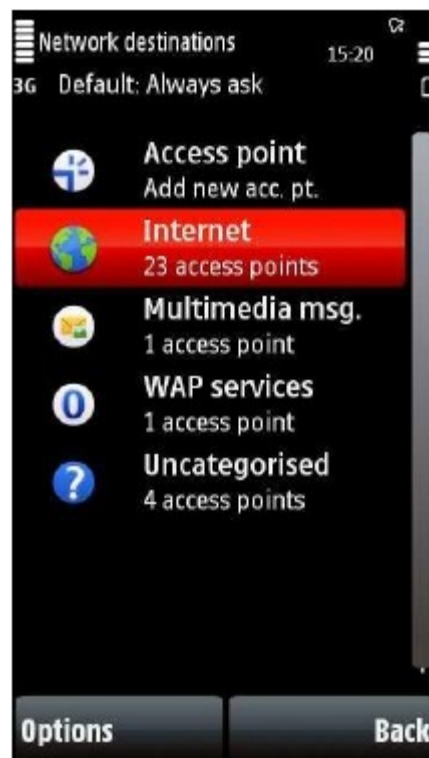 Network destinations
15:20
3G Default: Always ask
Access point
Add new acc. pt.
Internet
23 access points
Multimedia msg.
1 access point
WAP services
1 access point
Uncategorised
4 access points
Options Back